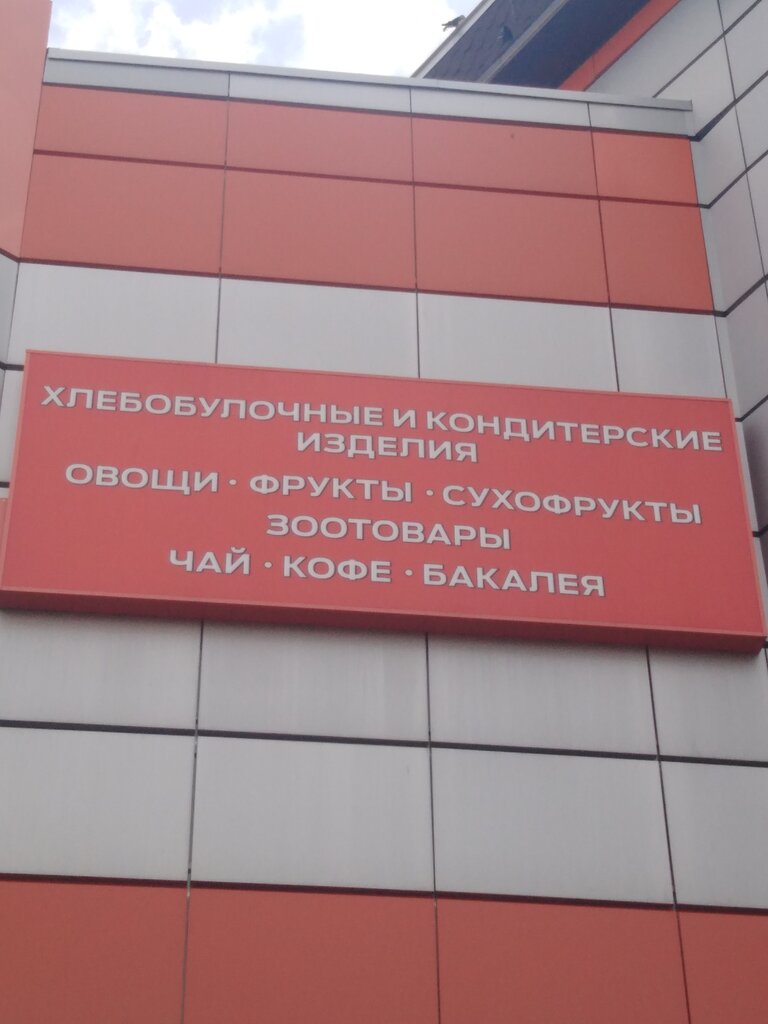 ХЛЕБОБУЛОЧНЫЕ И КОНДИТЕРСКИЕ
ИЗДЕЛИЯ
ОВОЩИ · ФРУКТЫ · СУХОФРУКТЫ
ЗООТОВАРЫ
ЧАЙ · КОФЕ · БАКАЛЕЯ